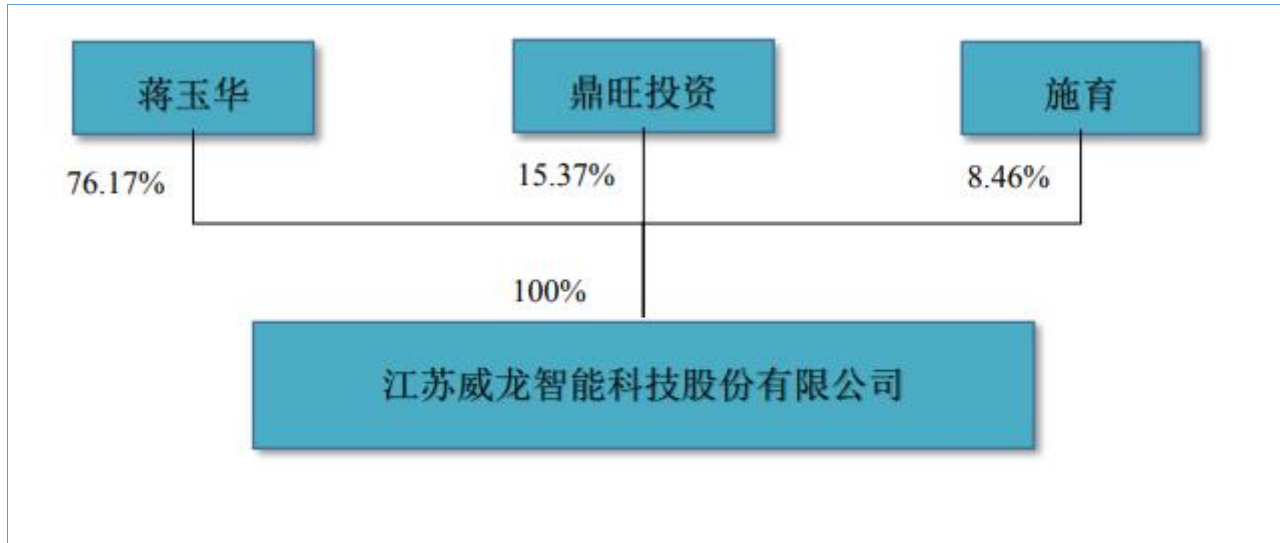 蒋玉华
鼎旺投资
施育
76.17%
15.37%
8.46%
100%
江苏威龙智能科技股份有限公司